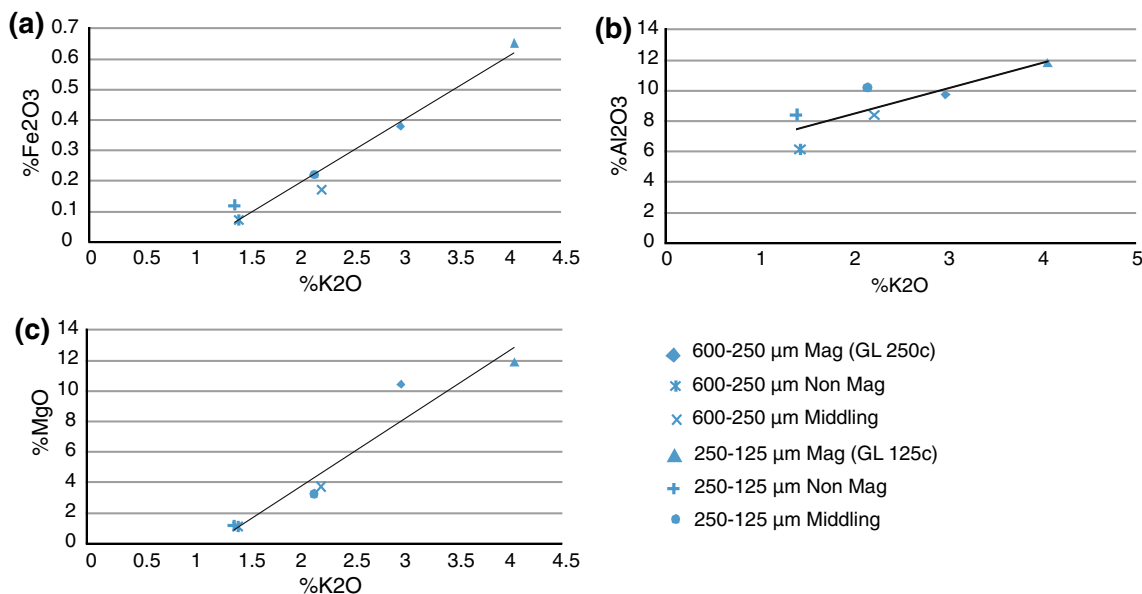 (a)
0.7
0.6
0.5
0.4
0.3
0.2
0.1
0
%Fe2O3
0 0.5 1 1.5 2 2.5 3 3.5 4 4.5
%K2O
(b)
14
12
10
8
6
4
2
0
%Al2O3
0 1 2 3 4 5
%K2O
(c)
14
12
10
8
6
4
2
0
%MgO
0 0.5 1 1.5 2 2.5 3 3.5 4 4.5
%K2O
600-250 µm Mag (GL 250c)
600-250 µm Non Mag
600-250 µm Middling
250-125 µm Mag (GL 125c)
250-125 µm Non Mag
250-125 µm Middling